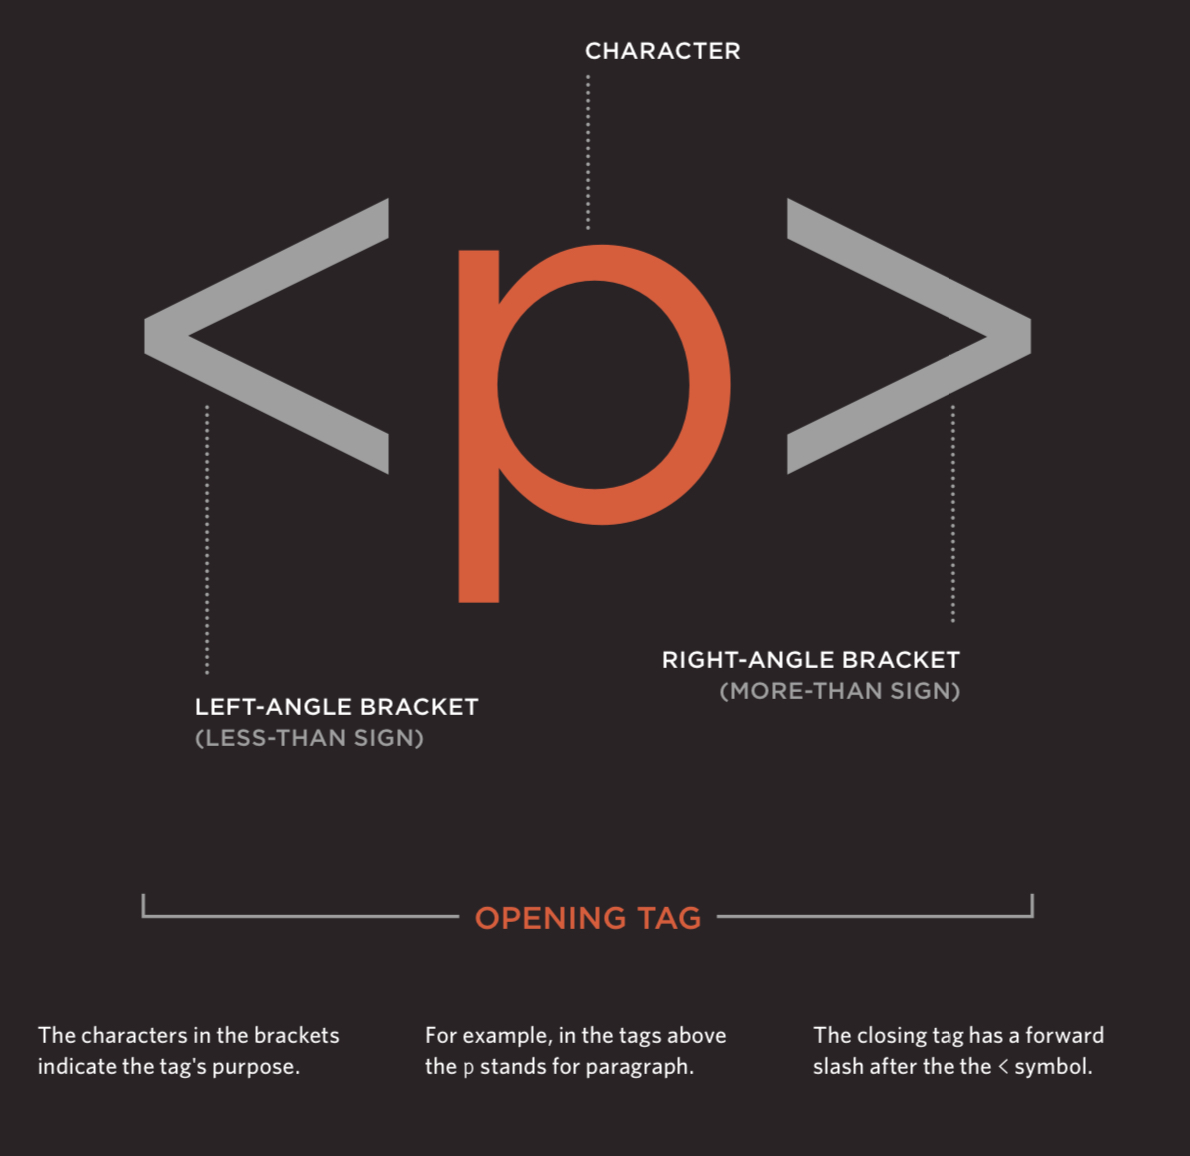 CHARACTER
<p>
RIGHT-ANGLE BRACKET
(MORE-THAN SIGN)
LEFT-ANGLE BRACKET
(LESS-THAN SIGN)
OPENING TAG
The characters in the brackets
indicate the tag's purpose.
For example, in the tags above
the p stands for paragraph.
The closing tag has a forward
slash after the the < symbol.